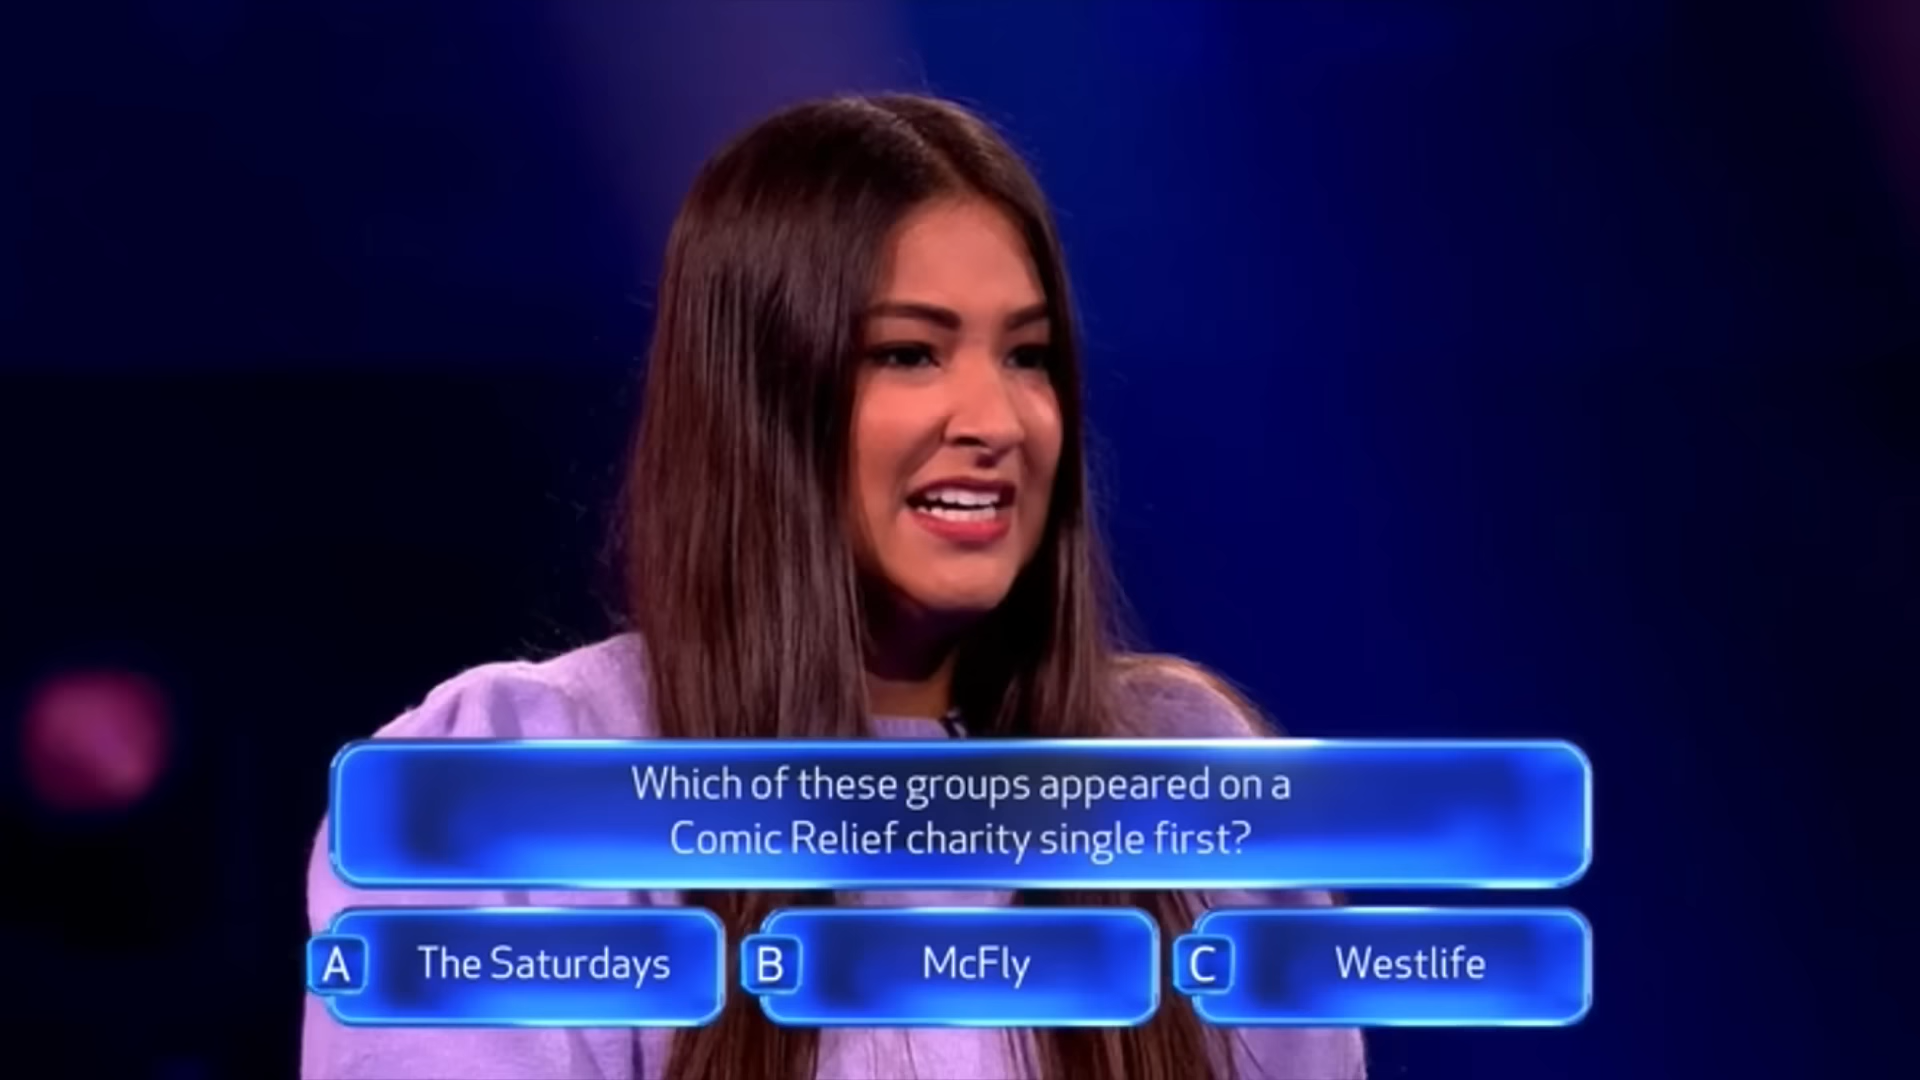 Which of these groups appeared on a
Comic Relief charity single first?
A The Saturdays
B McFly
C Westlife